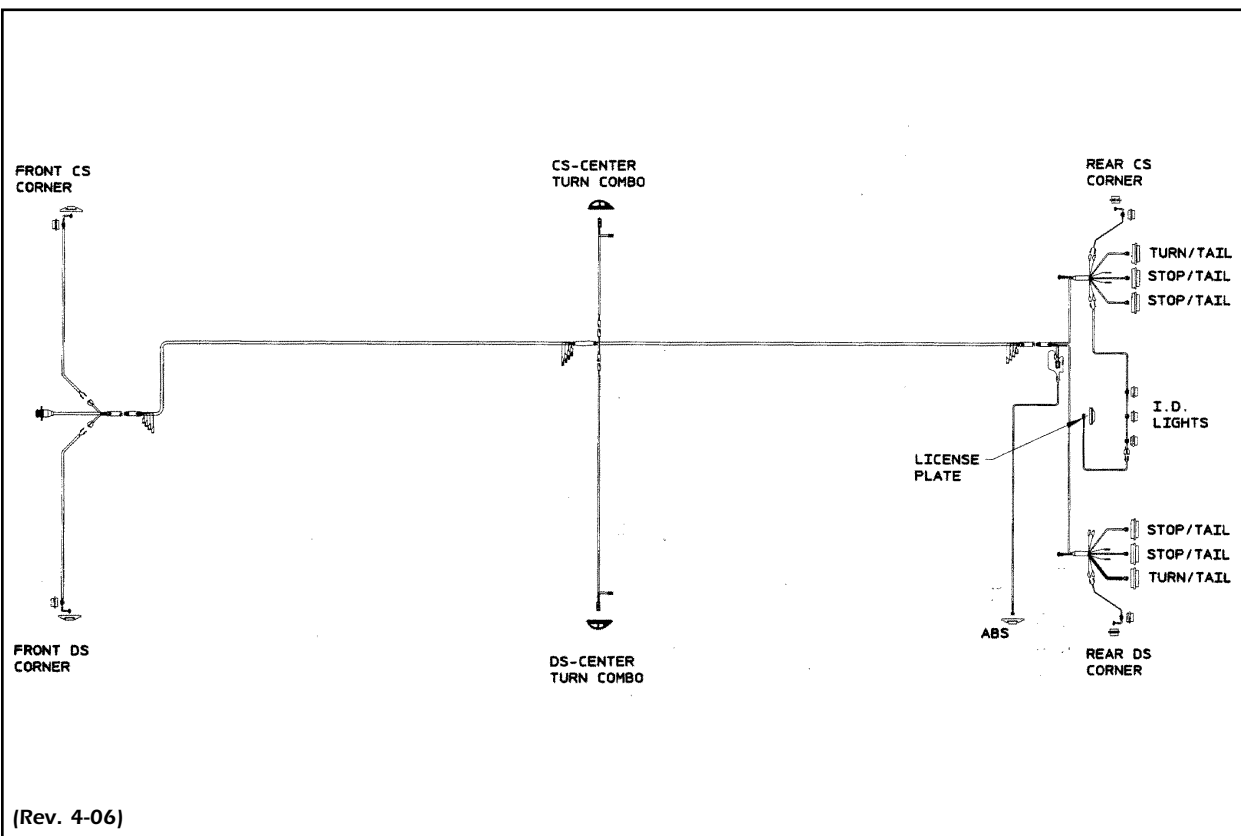 FRONT CS
CORNER
CS-CENTER
TURN COMBO
REAR CS
CORNER
TURN/TAIL
STOP/TAIL
STOP/TAIL
I.D.
LIGHTS
LICENSE
PLATE
STOP/TAIL
STOP/TAIL
TURN/TAIL
ABS
FRONT DS
CORNER
DS-CENTER
TURN COMBO
REAR DS
CORNER
(Rev. 4-06)